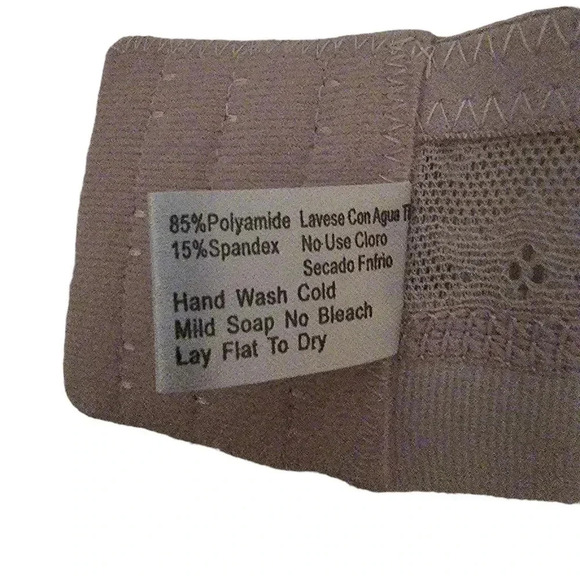 85%Polyamide Lavese Con Agua
15%Spandex No Use Cloro
Secado Fnfrio
Hand Wash Cold
Mild Soap No Bleach
Lay Flat To Dry